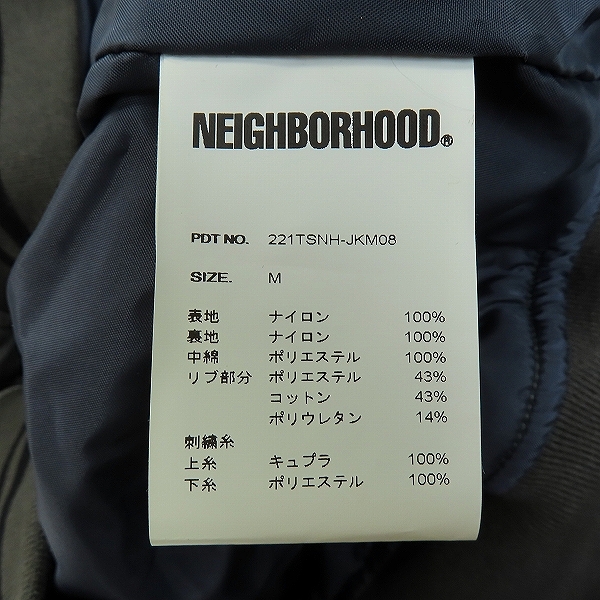 NEIGHBORHOOD®
PDT NO. 221TSNH-JKM08
SIZE. M
表地 ナイロン 100%
裏地 ナイロン 100%
中綿 ポリエステル 100%
リブ部分 ポリエステル 43%
コットン 43%
ポリウレタン 14%
刺繍糸
上糸 キュプラ 100%
下糸 ポリエステル 100%